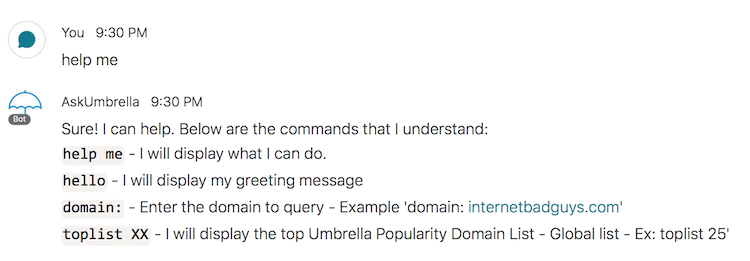 You 9:30 PM
help me
AskUmbrella 9:30 PM
Bot
Sure! I can help. Below are the commands that I understand:
help me - I will display what I can do.
hello - I will display my greeting message
domain: - Enter the domain to query - Example 'domain: internetbadguys.com'
toplist XX - I will display the top Umbrella Popularity Domain List - Global list - Ex: toplist 25'